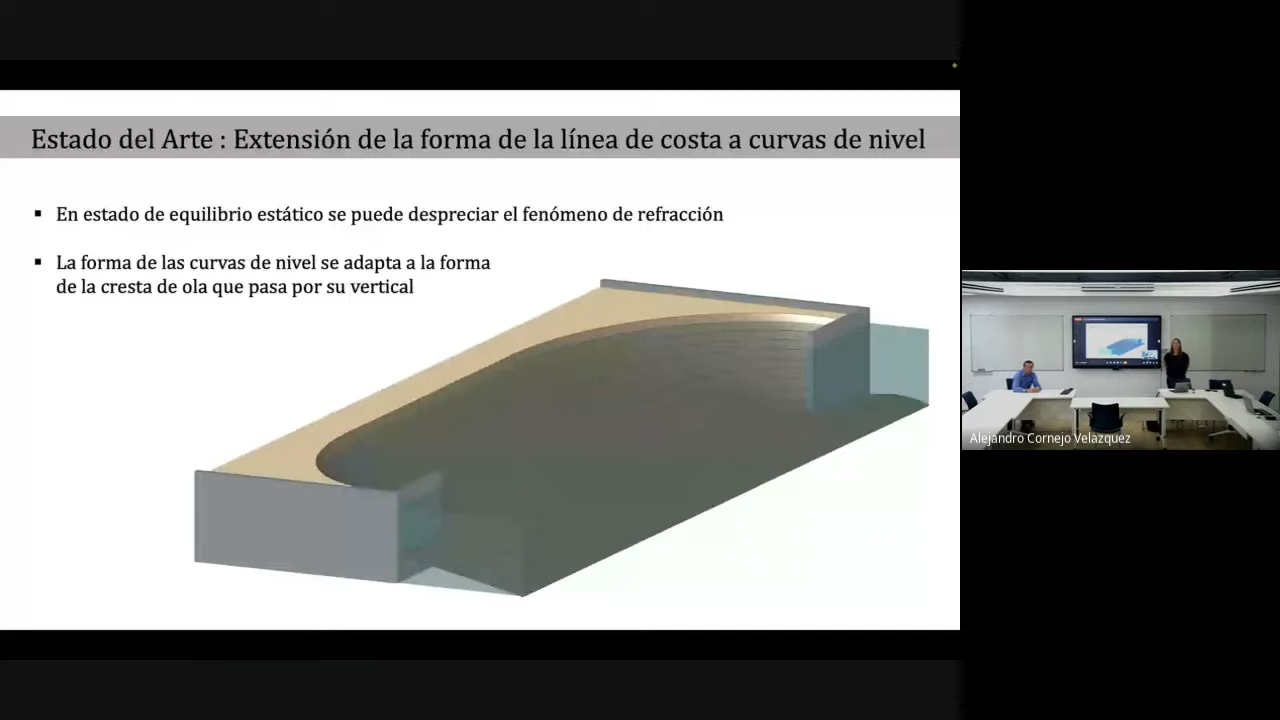 Estado del Arte : Extensión de la forma de la línea de costa a curvas de nivel
▪ En estado de equilibrio estático se puede despreciar el fenómeno de refracción
▪ La forma de las curvas de nivel se adapta a la forma
de la cresta de ola que pasa por su vertical
Alejandro Cornejo Velazquez